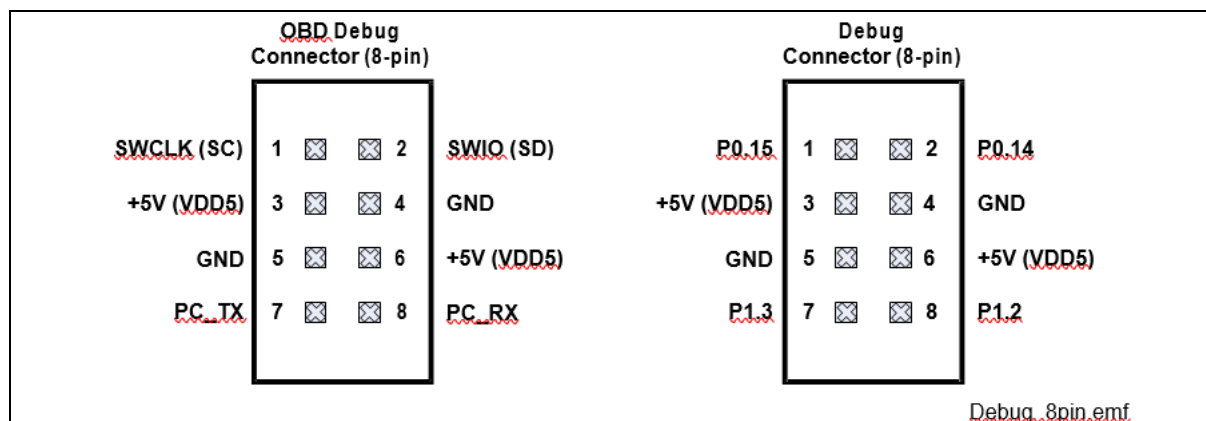 OBD Debug
Connector (8-pin)
SWCLK (SC) 1 2 SWIO (SD)
+5V (VDD5) 3 4 GND
GND 5 6 +5V (VDD5)
PC_TX 7 8 PC_RX
Debug
Connector (8-pin)
P0.15 1 2 P0.14
+5V (VDD5) 3 4 GND
GND 5 6 +5V (VDD5)
P1.3 7 8 P1.2
Debug_8pin.emf